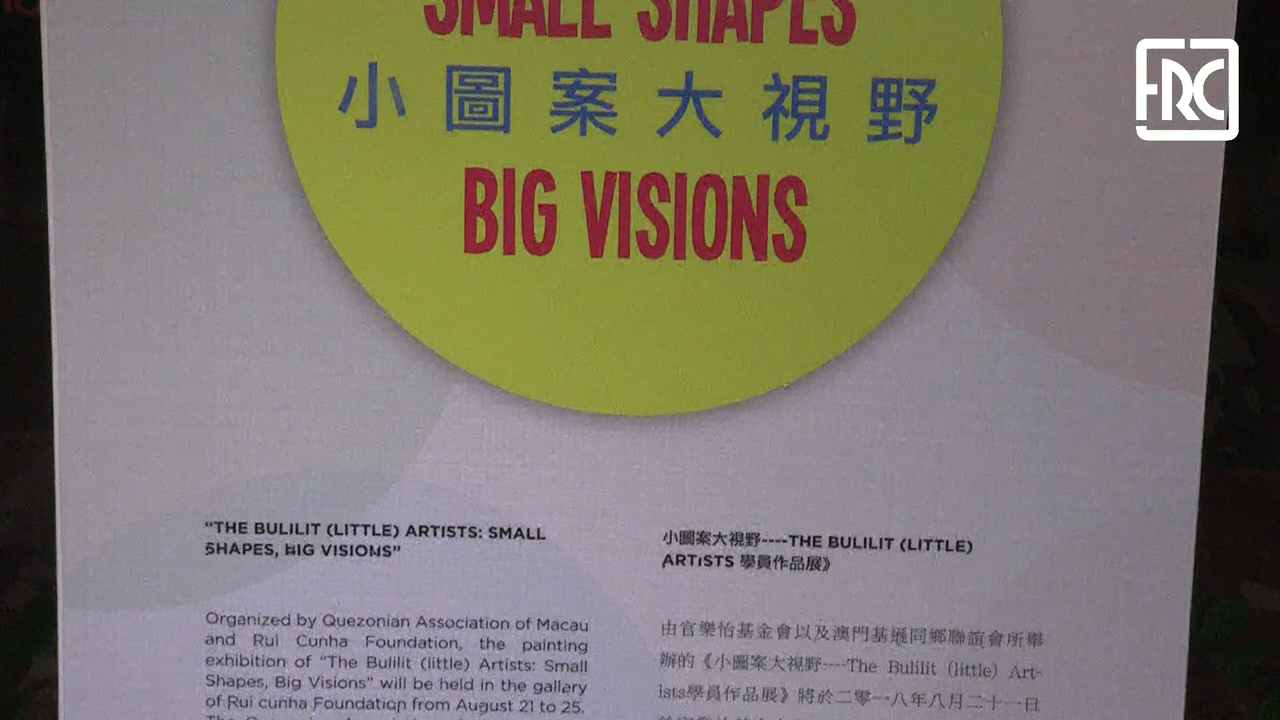 SMALL SHAPES
小圖案大視野
BIG VISIONS
FRC
"THE BULILIT (LITTLE) ARTISTS: SMALL
SHAPES, BIG VISIONS"
Organized by Quezonian Association of Macau
and Rui Cunha Foundation, the painting
exhibition of "The Bulilit (little) Artists: Small
Shapes, Big Visions" will be held in the gallery
of Rui cunha Foundation from August 21 to 25.
小圖案大視野----THE BULILIT (LITTLE)
ARTISTS 學員作品展》
由官樂怡基金會以及澳門基遜同鄉聯誼會所舉
辦的《小圖案大視野----The Bulilit (little) Art-
ists學員作品展》將於二零一八年八月二十一日